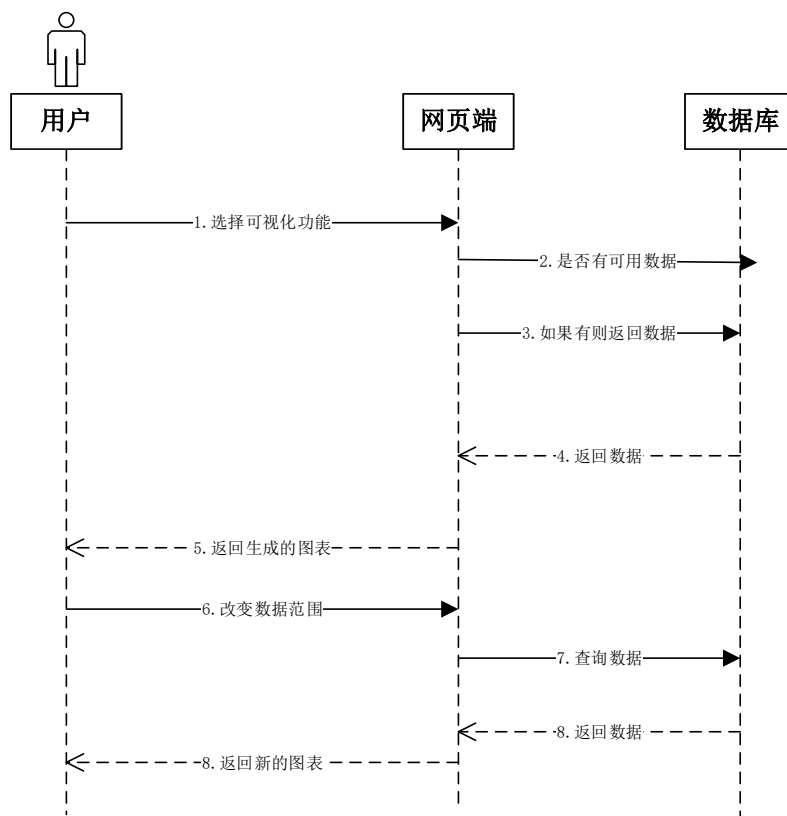 用户
网页端
数据库
1.选择可视化功能
2.是否有可用数据
3.如果有则返回数据
4.返回数据
5.返回生成的图表
6.改变数据范围
7.查询数据
8.返回数据
8.返回新的图表